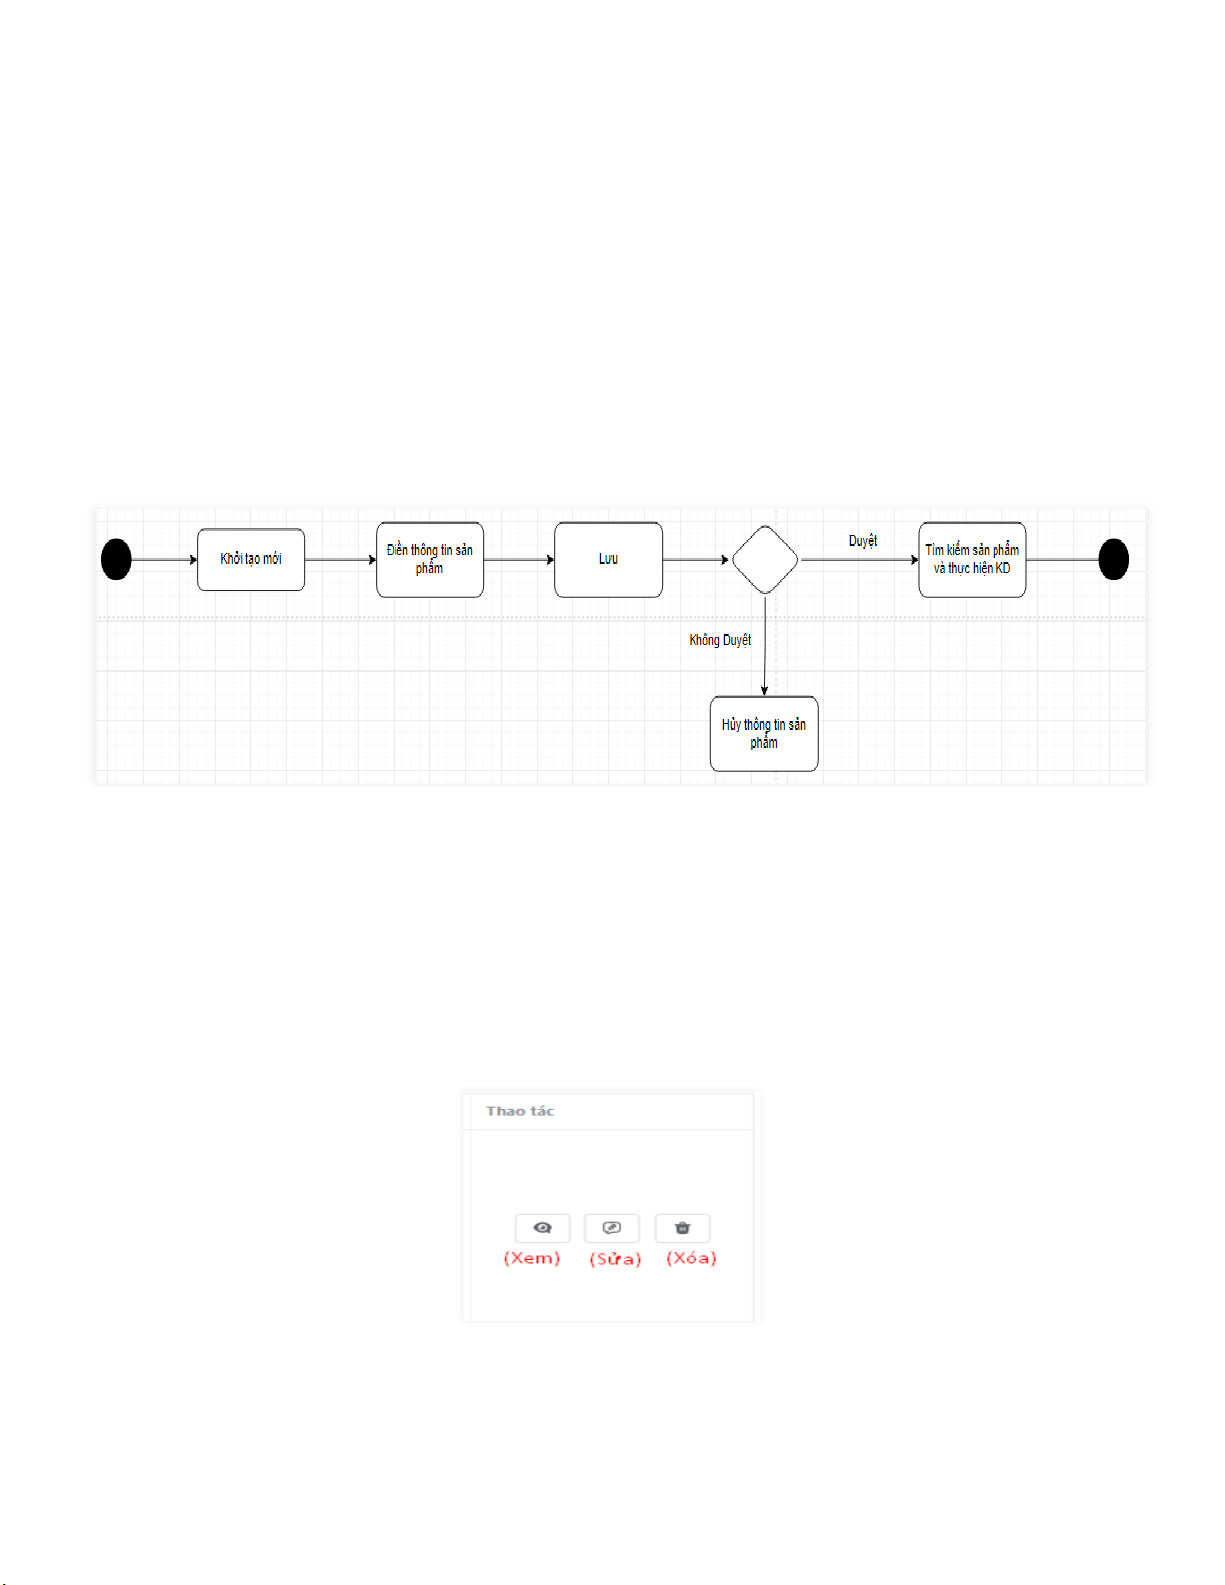 Khởi tạo mới
Điền thông tin sản
phẩm
Lưu
Duyệt
Tìm kiếm sản phẩm
và thực hiện KD
Không Duyệt
Hủy thông tin sản
phẩm
Thao tác
(Xem) (Sửa) (Xóa)